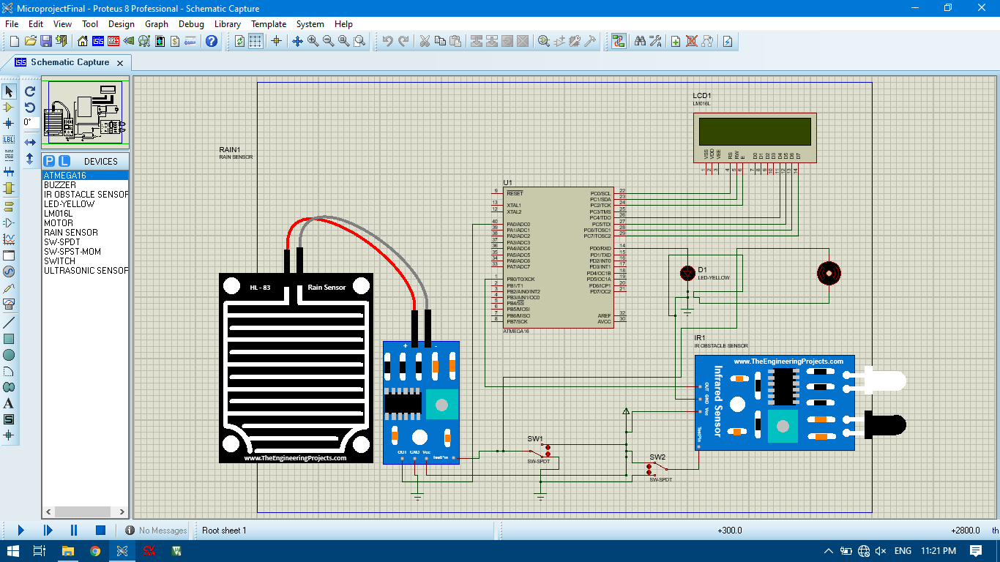 MicroprojectFinal - Proteus 8 Professional - Schematic Capture
File Edit View Tool Design Graph Debug Library Template System Help
Schematic Capture
0°
LBL
P L DEVICES
ATMEGA16
BUZZER
IR OBSTACLE SENSOF
LED-YELLOW
LM016L
MOTOR
RAIN SENSOR
SW-SPDT
SW-SPST-MOM
SWITCH
ULTRASONIC SENSOF
A
S
RAIN1
RAIN SENSOR
HL - 83 Rain Sensor
www.TheEngineeringProjects.com
+ -
OUT GND Vcc TestPin
LCD1
LM016L
VSS VDD VEE RS RW E D0 D1 D2 D3 D4 D5 D6 D7
1 2 3 4 5 6 7 8 9 10 11 12 13 14
U1
9 RESET PC0/SCL 22
PC1/SDA 23
13 XTAL1 PC2/TCK 24
12 XTAL2 PC3/TMS 25
PC4/TDO 26
40 PA0/ADC0 PC5/TDI 27
39 PA1/ADC1 PC6/TOSC1 28
38 PA2/ADC2 PC7/TOSC2 29
37 PA3/ADC3
36 PA4/ADC4 PD0/RXD 14
35 PA5/ADC5 PD1/TXD 15
34 PA6/ADC6 PD2/INT0 16
33 PA7/ADC7 PD3/INT1 17
PD4/OC1B 18
1 PB0/T0/XCK PD5/OC1A 19
2 PB1/T1 PD6/ICP1 20
3 PB2/AIN0/INT2 PD7/OC2 21
4 PB3/AIN1/OC0
5 PB4/SS
6 PB5/MOSI
7 PB6/MISO AREF 32
8 PB7/SCK AVCC 30
ATMEGA16
D1
LED-YELLOW
IR1
IR OBSTACLE SENSOR
www.TheEngineeringProjects.com
Infrared Sensor
OUT GND Vcc TestPin
SW1
SW-SPDT
SW2
SW-SPDT
No Messages Root sheet 1 +300.0 +2800.0 th
ENG 11:21 PM